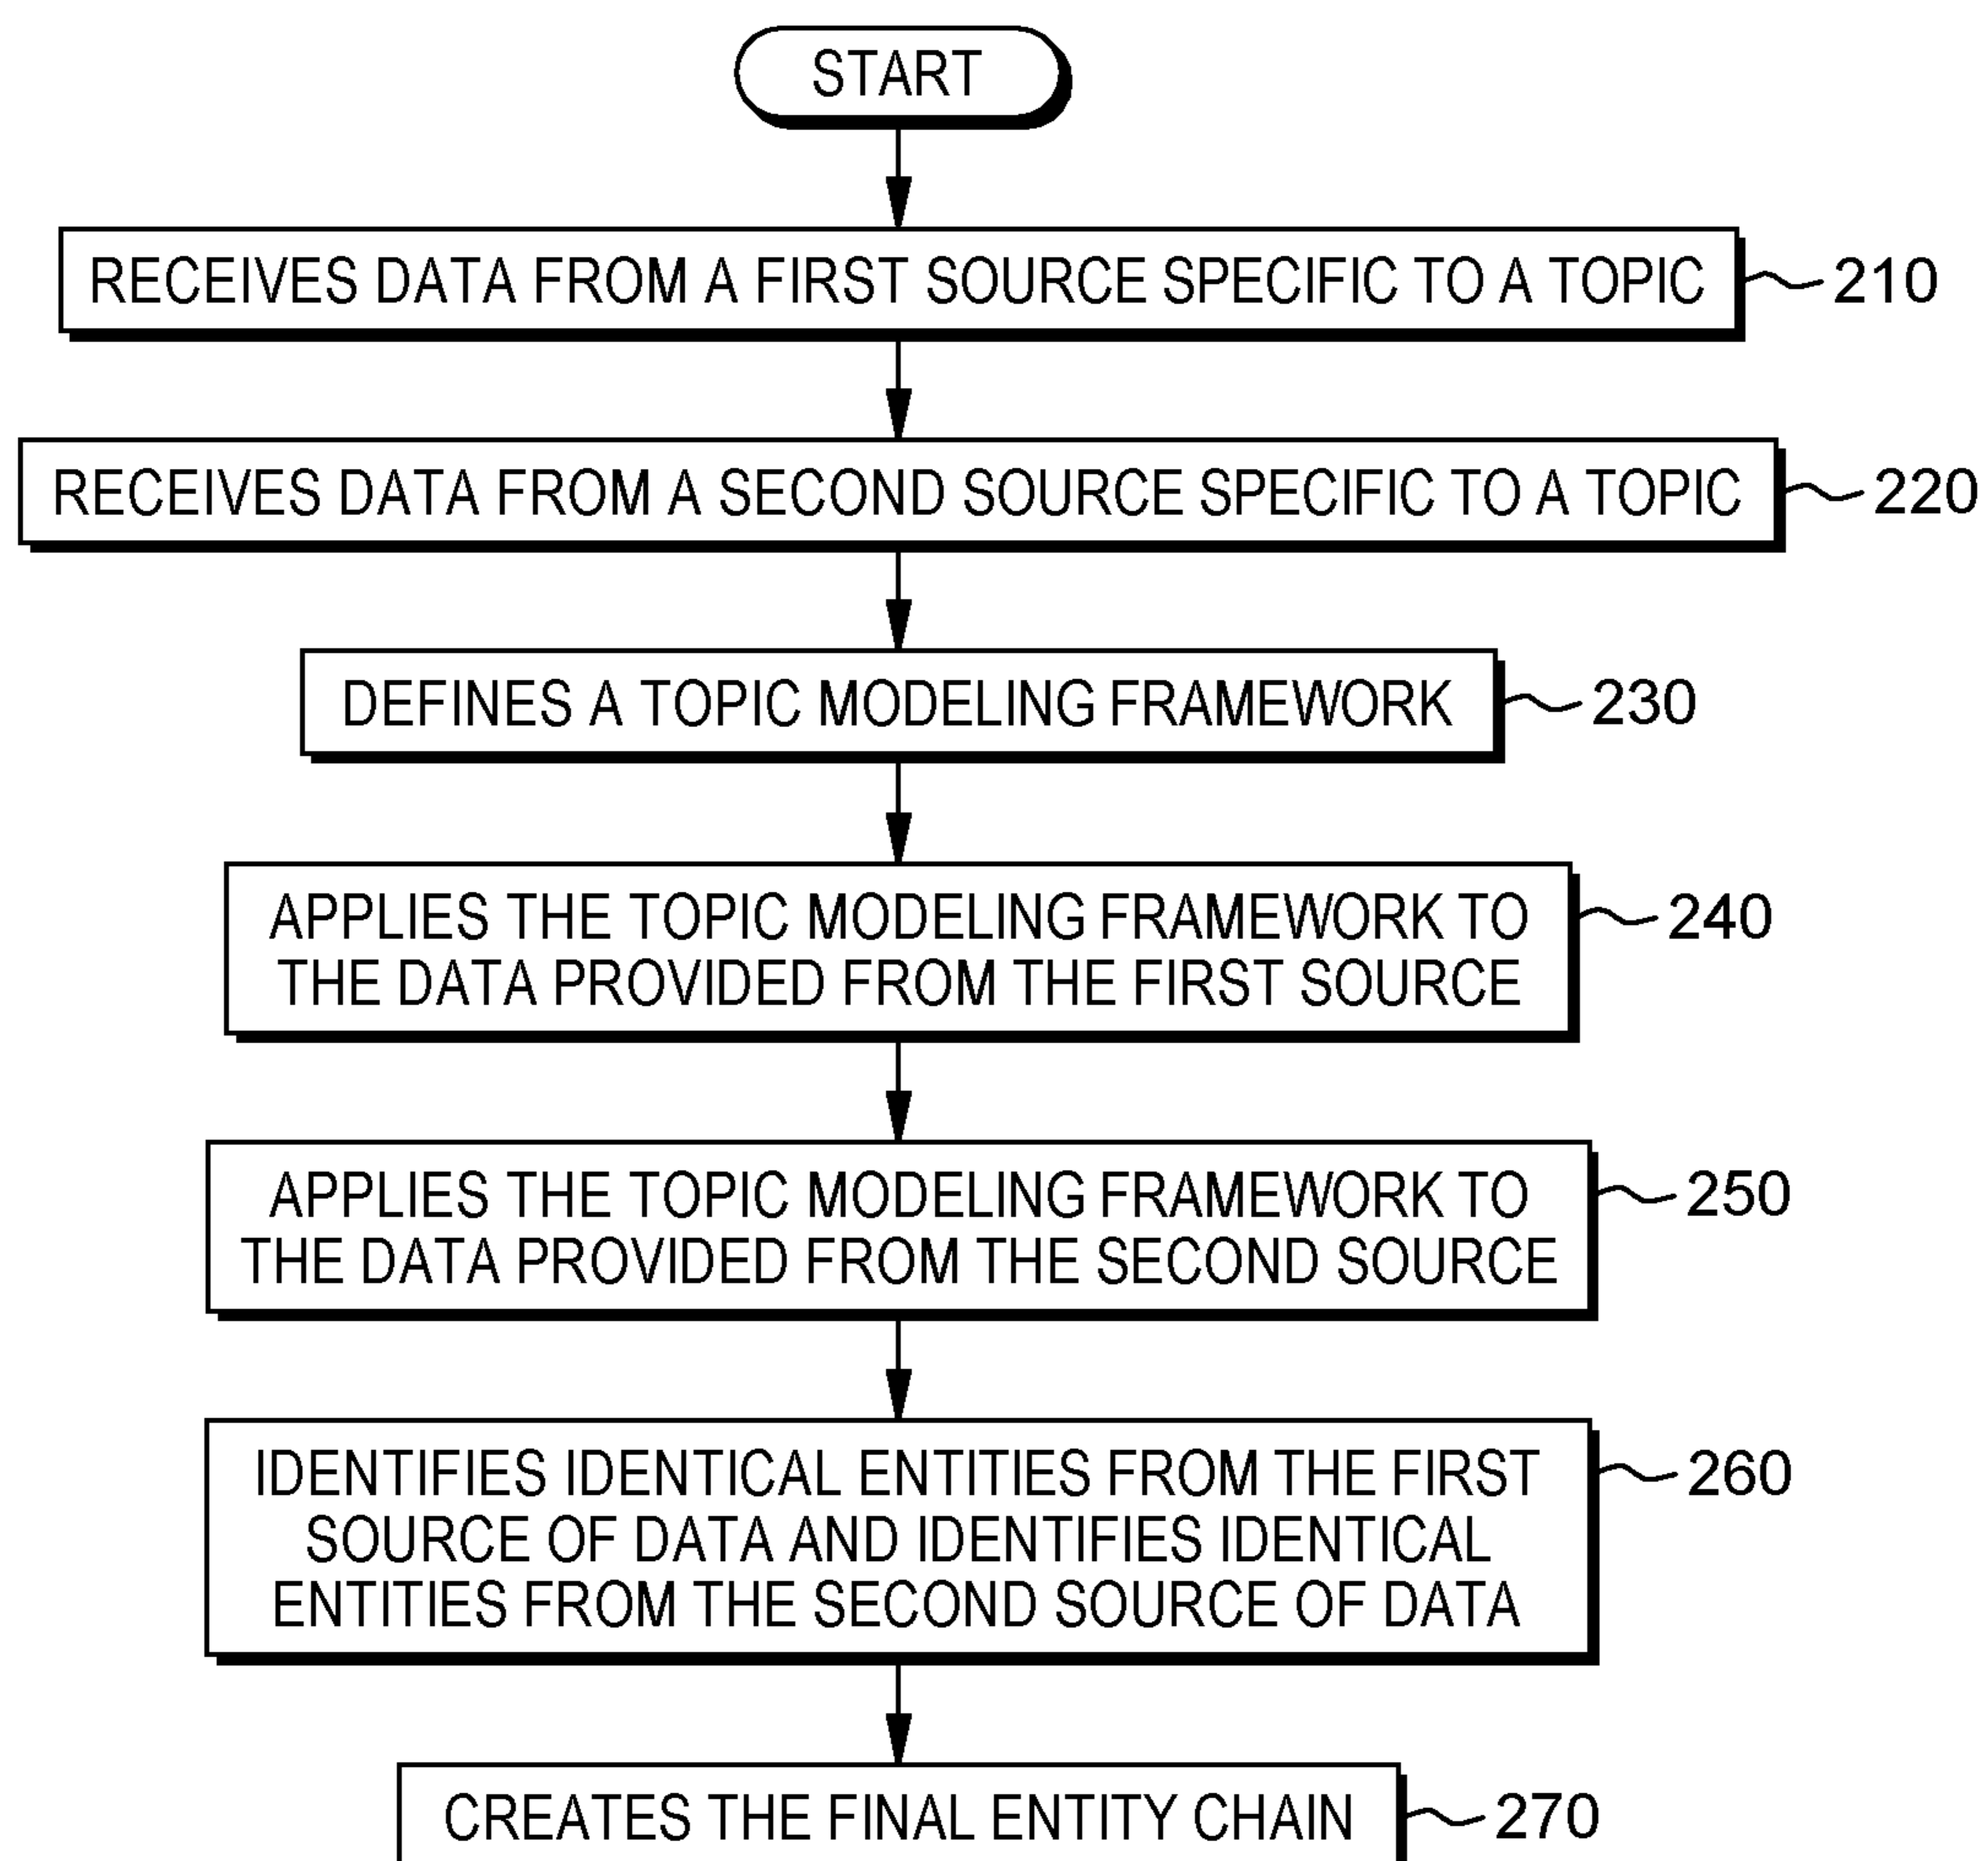 START
RECEIVES DATA FROM A FIRST SOURCE SPECIFIC TO A TOPIC
210
RECEIVES DATA FROM A SECOND SOURCE SPECIFIC TO A TOPIC
220
DEFINES A TOPIC MODELING FRAMEWORK
230
APPLIES THE TOPIC MODELING FRAMEWORK TO
THE DATA PROVIDED FROM THE FIRST SOURCE
240
APPLIES THE TOPIC MODELING FRAMEWORK TO
THE DATA PROVIDED FROM THE SECOND SOURCE
250
IDENTIFIES IDENTICAL ENTITIES FROM THE FIRST
SOURCE OF DATA AND IDENTIFIES IDENTICAL
ENTITIES FROM THE SECOND SOURCE OF DATA
260
CREATES THE FINAL ENTITY CHAIN
270